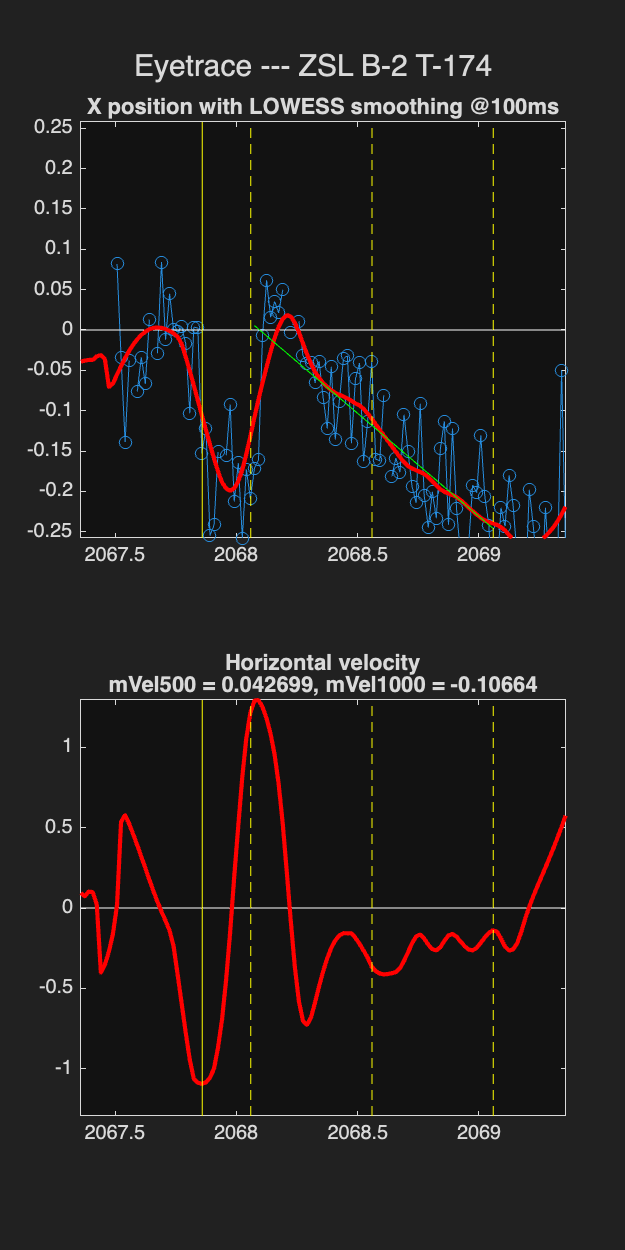 Eyetrace --- ZSL B-2 T-174
X position with LOWESS smoothing @100ms
0.25
0.2
0.15
0.1
0.05
0
-0.05
-0.1
-0.15
-0.2
-0.25
2067.5 2068 2068.5 2069
Horizontal velocity
mVel500 = 0.042699, mVel1000 = -0.10664
1
0.5
0
-0.5
-1
2067.5 2068 2068.5 2069